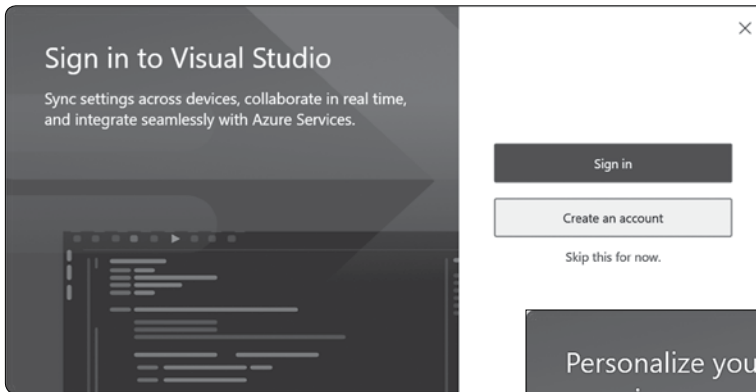 Sign in to Visual Studio
Sync settings across devices, collaborate in real time,
and integrate seamlessly with Azure Services.
Sign in
Create an account
Skip this for now.
Personalize